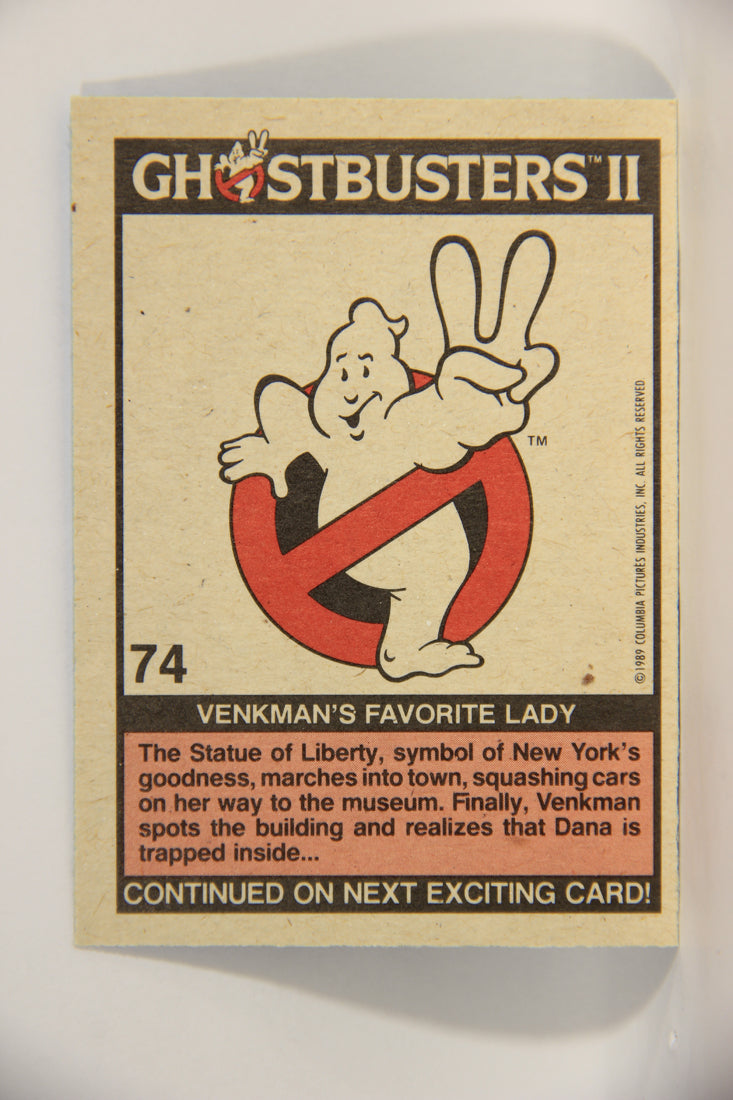 GHOSTBUSTERS™ II
TM
©1989 COLUMBIA PICTURES INDUSTRIES, INC. ALL RIGHTS RESERVED
74
VENKMAN'S FAVORITE LADY
The Statue of Liberty, symbol of New York's
goodness, marches into town, squashing cars
on her way to the museum. Finally, Venkman
spots the building and realizes that Dana is
trapped inside...
CONTINUED ON NEXT EXCITING CARD!